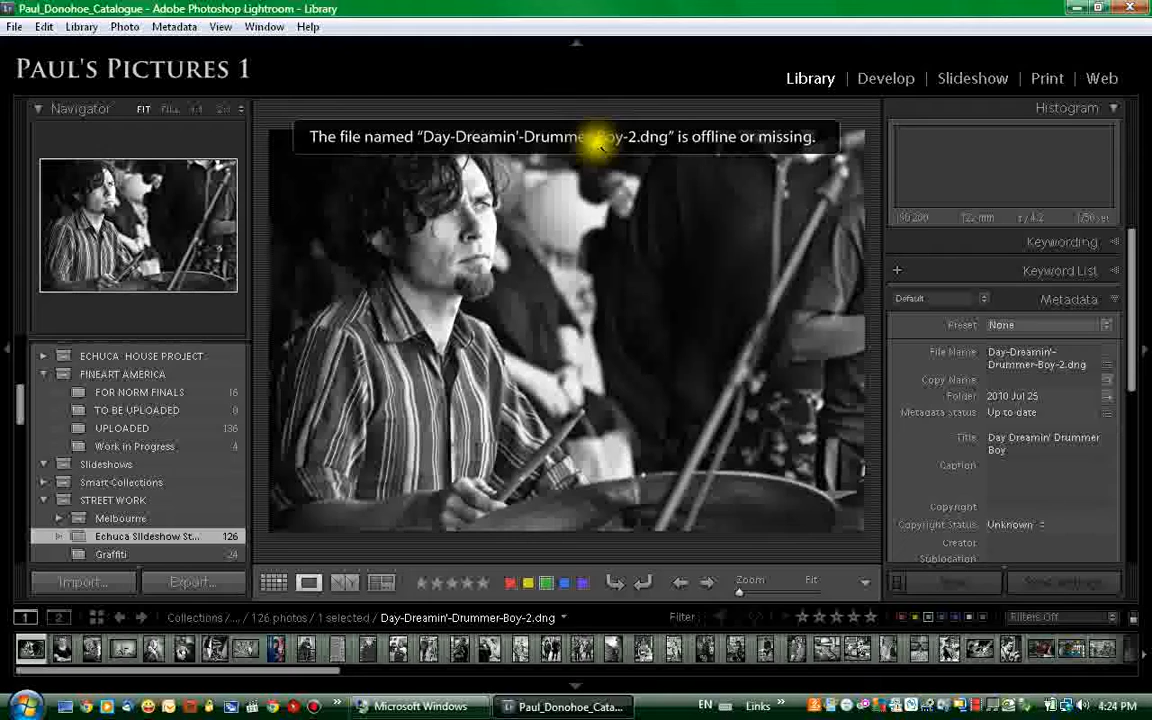 Paul_Donohoe_Catalogue - Adobe Photoshop Lightroom - Library
File Edit Library Photo Metadata View Window Help
PAUL'S PICTURES 1
Library | Develop | Slideshow | Print | Web
Navigator FIT FILL
Histogram
The file named “Day-Dreamin'-Drummer-Boy-2.dng” is offline or missing.
ISO 200 f / 4.2
Keywording
Keyword List
Default Metadata
Preset None
File Name Day-Dreamin'-
Drummer-Boy-2.dng
Copy Name
Folder 2010 Jul 25
Metadata Status Up to date
Title Day Dreamin' Drummer
Boy
Caption
Copyright
Copyright Status Unknown
Creator
Sublocation
ECHUCA HOUSE PROJECT
FINEART AMERICA
FOR NORM FINALS 16
TO BE UPLOADED 0
UPLOADED 136
Work in Progress 4
Slideshows
Smart Collections
STREET WORK
Melbourne
Echuca Slideshow St... 126
Graffiti 24
Import... Export...
Zoom Fit
1 2 Collections / ... / 126 photos / 1 selected / Day-Dreamin'-Drummer-Boy-2.dng Filter : Filters Off
Microsoft Windows Paul_Donohoe_Cata... EN Links 4:24 PM